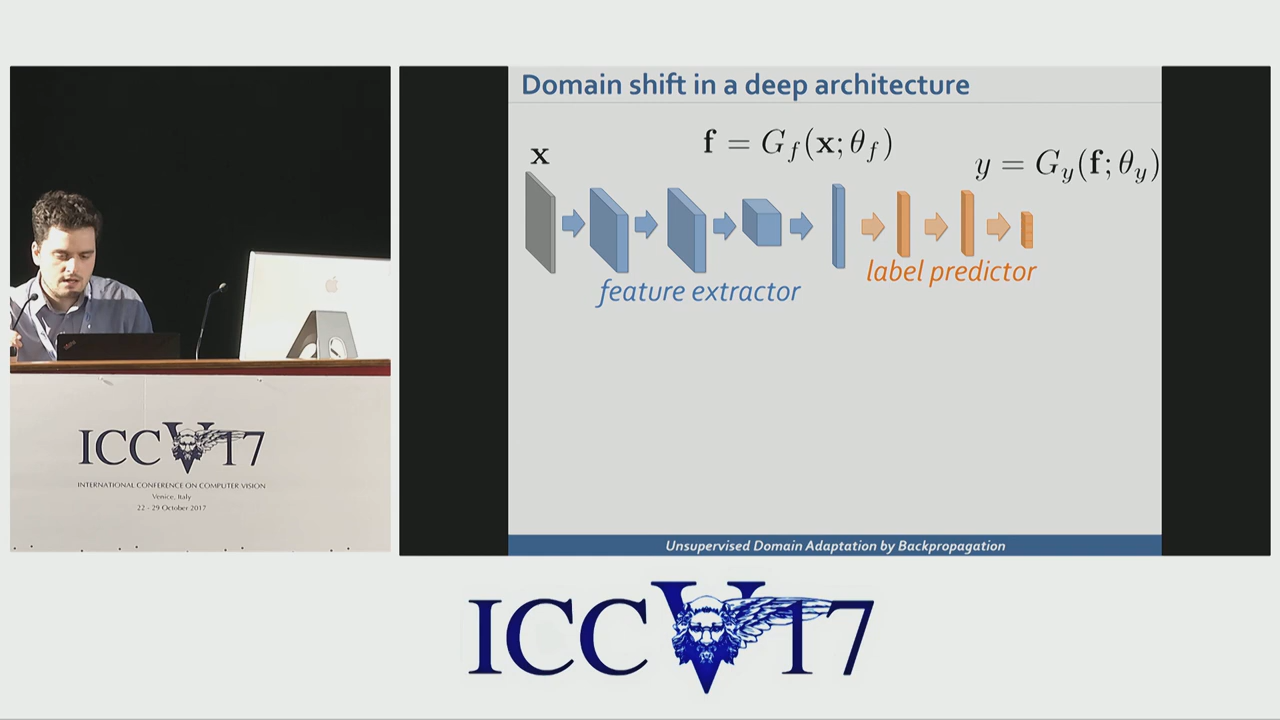 Domain shift in a deep architecture
x
f = G_f(x; θ_f)
y = G_y(f; θ_y)
feature extractor
label predictor
Unsupervised Domain Adaptation by Backpropagation
ICCV17
INTERNATIONAL CONFERENCE ON COMPUTER VISION
Venice, Italy
22 - 29 October 2017
ICCV17